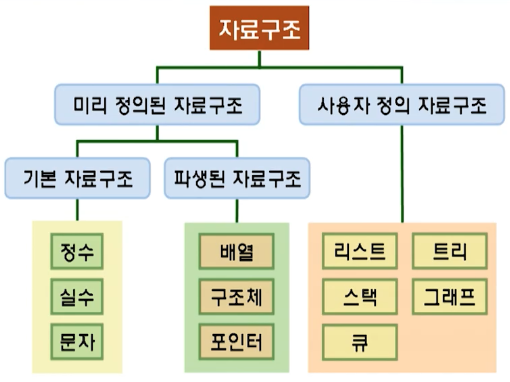 자료구조
미리 정의된 자료구조
사용자 정의 자료구조
기본 자료구조
파생된 자료구조
정수
실수
문자
배열
구조체
포인터
리스트
트리
스택
그래프
큐